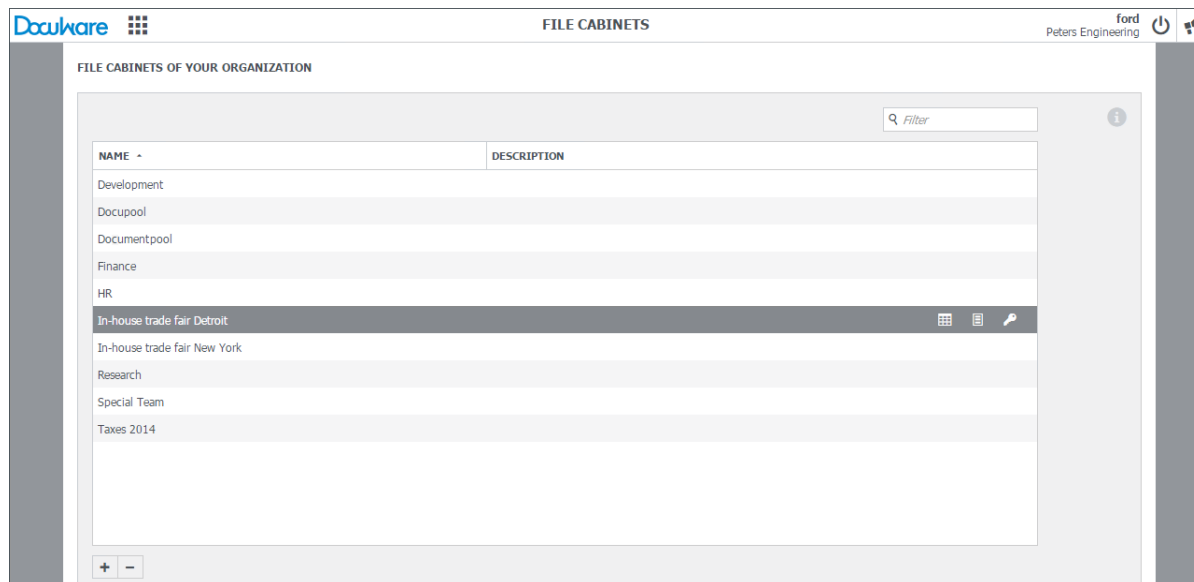 DocuWare
FILE CABINETS
ford
Peters Engineering
FILE CABINETS OF YOUR ORGANIZATION
Filter
NAME DESCRIPTION
Development
Docupool
Documentpool
Finance
HR
In-house trade fair Detroit
In-house trade fair New York
Research
Special Team
Taxes 2014
+ −